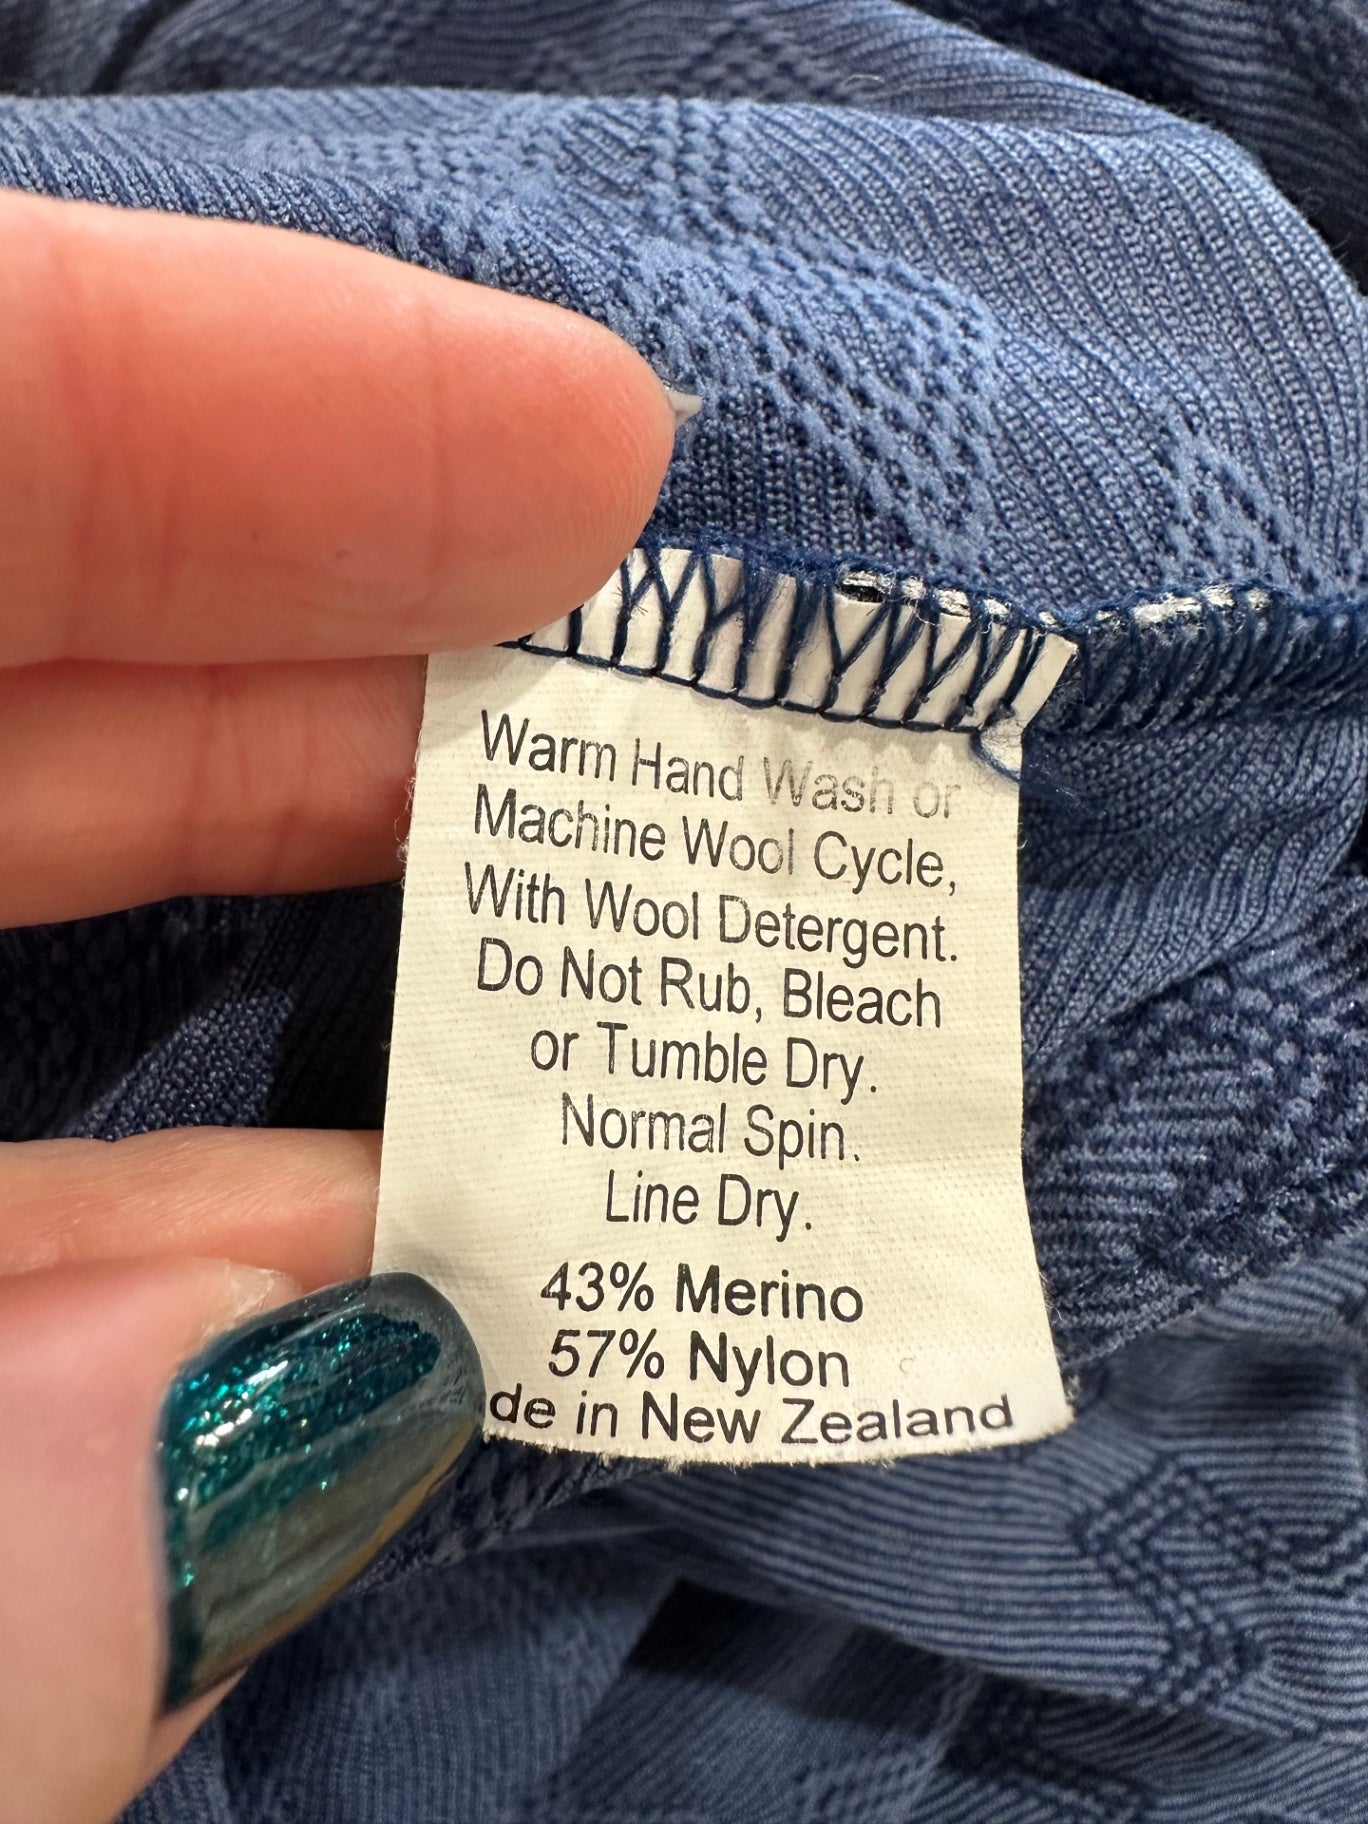 Warm Hand Wash or
Machine Wool Cycle,
With Wool Detergent.
Do Not Rub, Bleach
or Tumble Dry.
Normal Spin.
Line Dry.
43% Merino
57% Nylon
de in New Zealand